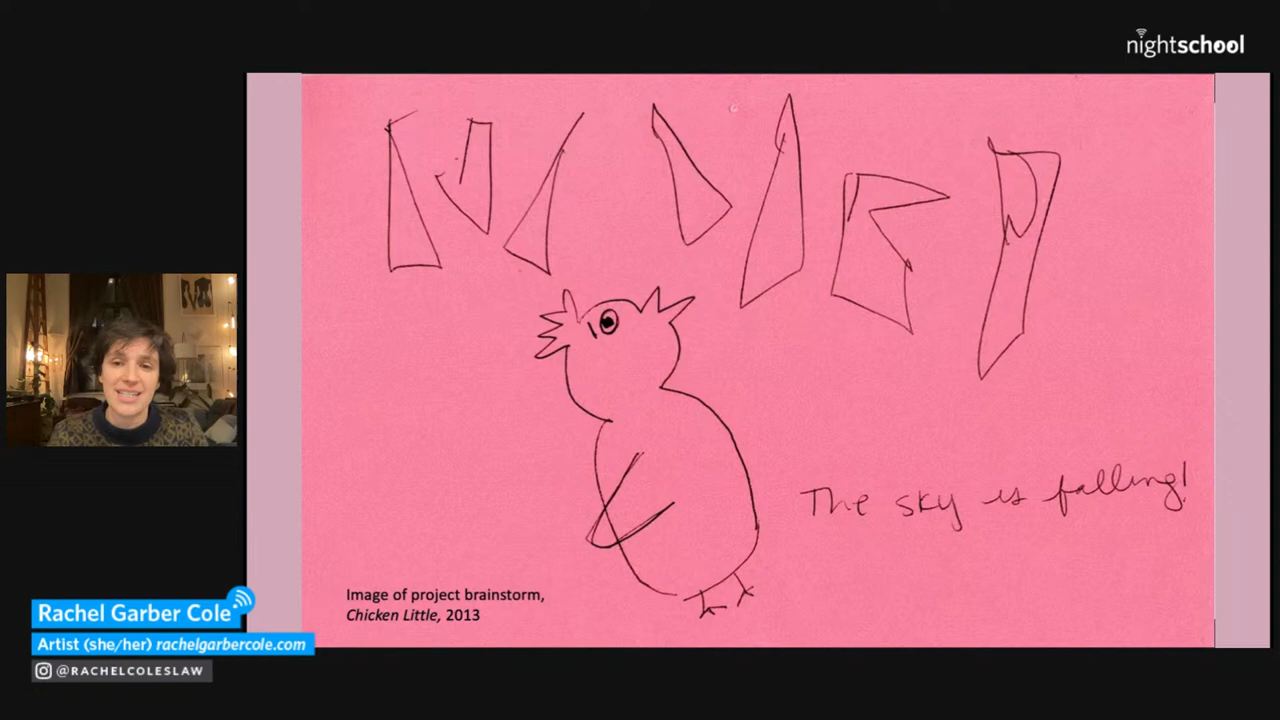 nightschool
The sky is falling!
Image of project brainstorm,
Chicken Little, 2013
Rachel Garber Cole
Artist (she/her) rachelgarbercole.com
@RACHELCOLESLAW